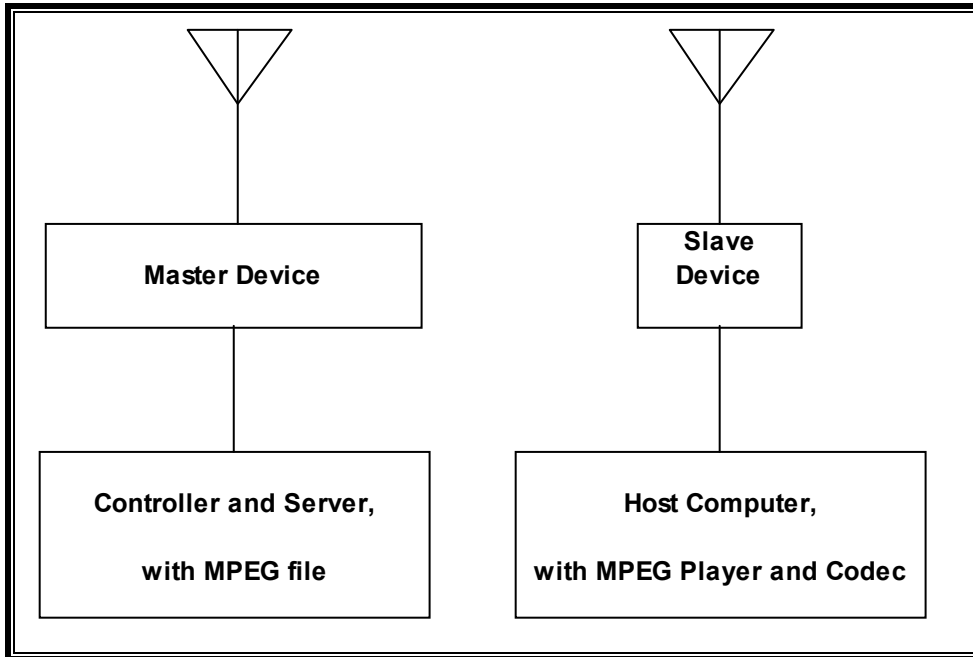 Master Device
Slave
Device
Controller and Server,
with MPEG file
Host Computer,
with MPEG Player and Codec